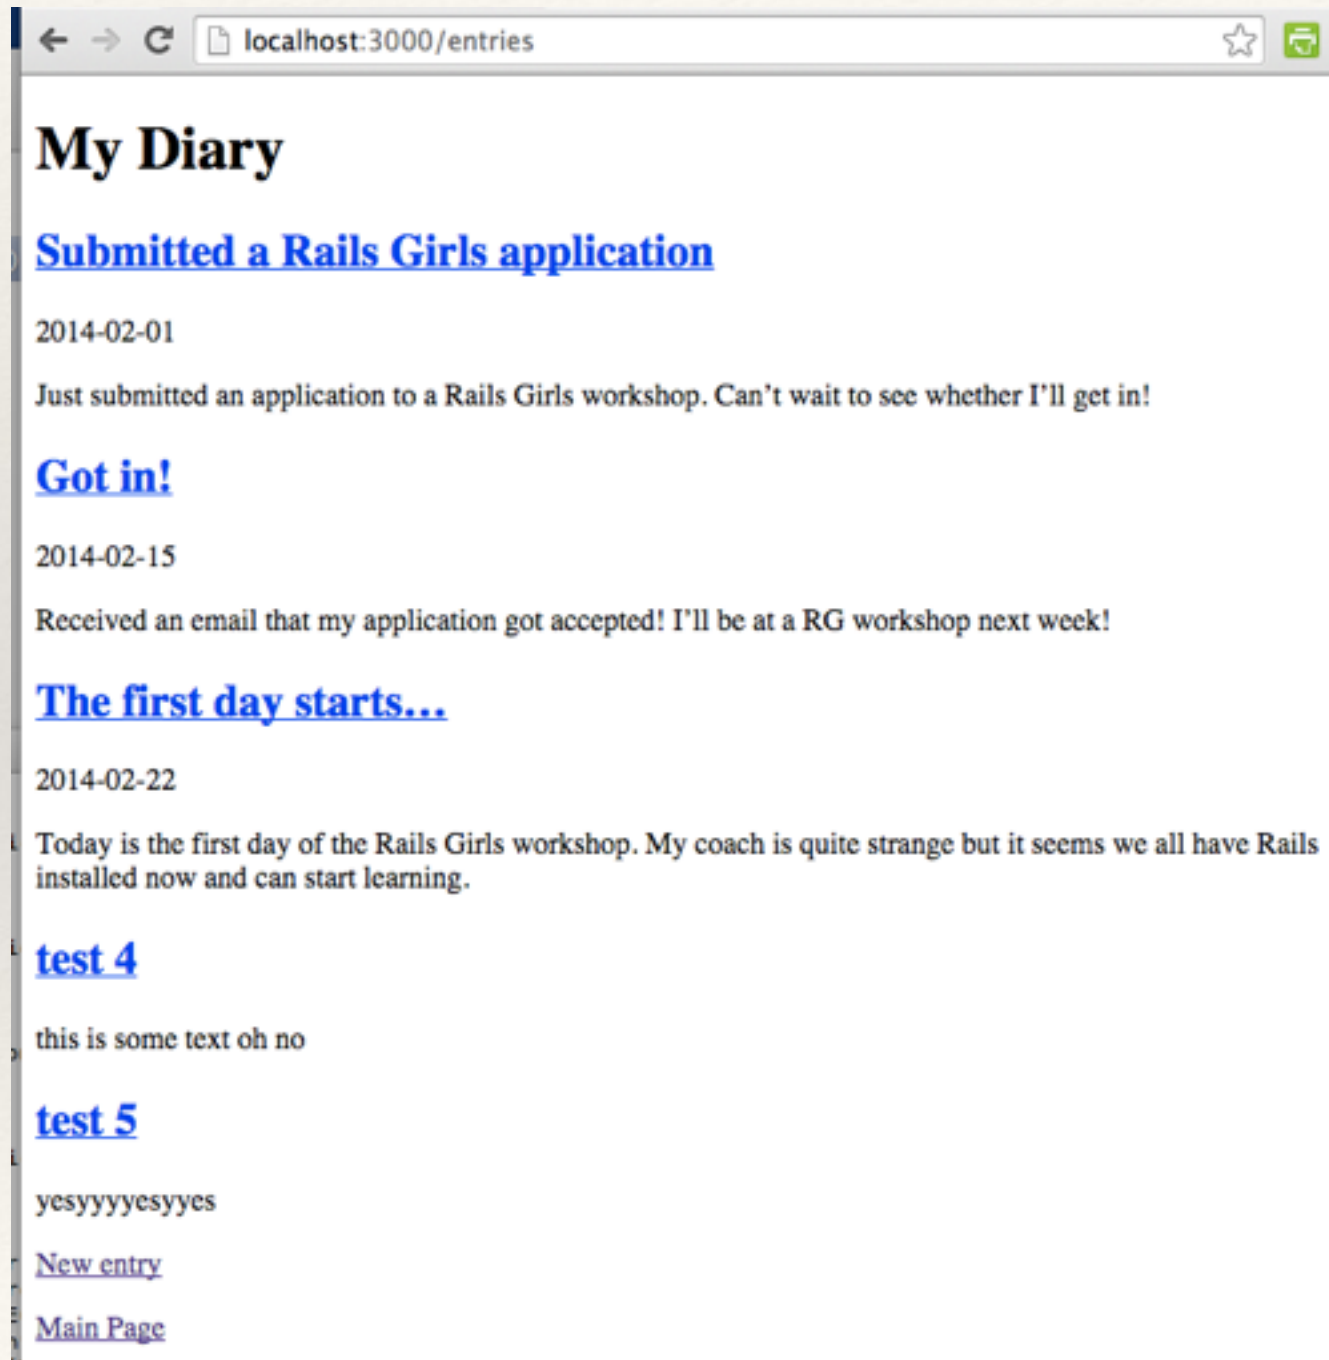 localhost:3000/entries
My Diary
Submitted a Rails Girls application
2014-02-01
Just submitted an application to a Rails Girls workshop. Can’t wait to see whether I’ll get in!
Got in!
2014-02-15
Received an email that my application got accepted! I’ll be at a RG workshop next week!
The first day starts…
2014-02-22
Today is the first day of the Rails Girls workshop. My coach is quite strange but it seems we all have Rails
installed now and can start learning.
test 4
this is some text oh no
test 5
yesyyyyesyyes
New entry
Main Page